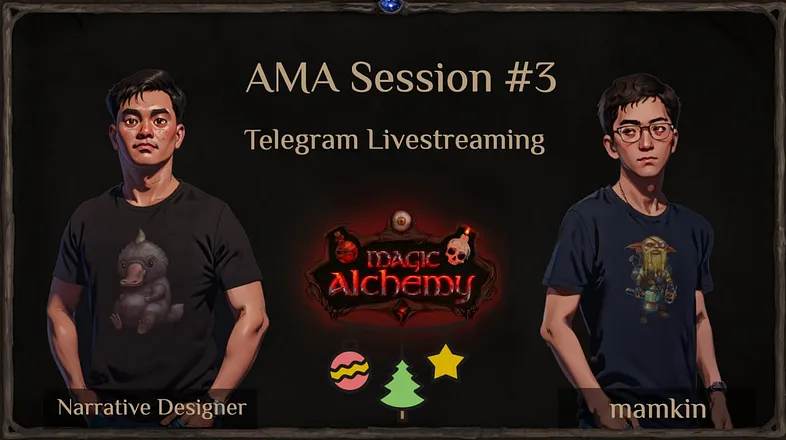 AMA Session #3
Telegram Livestreaming
MAGIC
Alchemy
Narrative Designer
mamkin